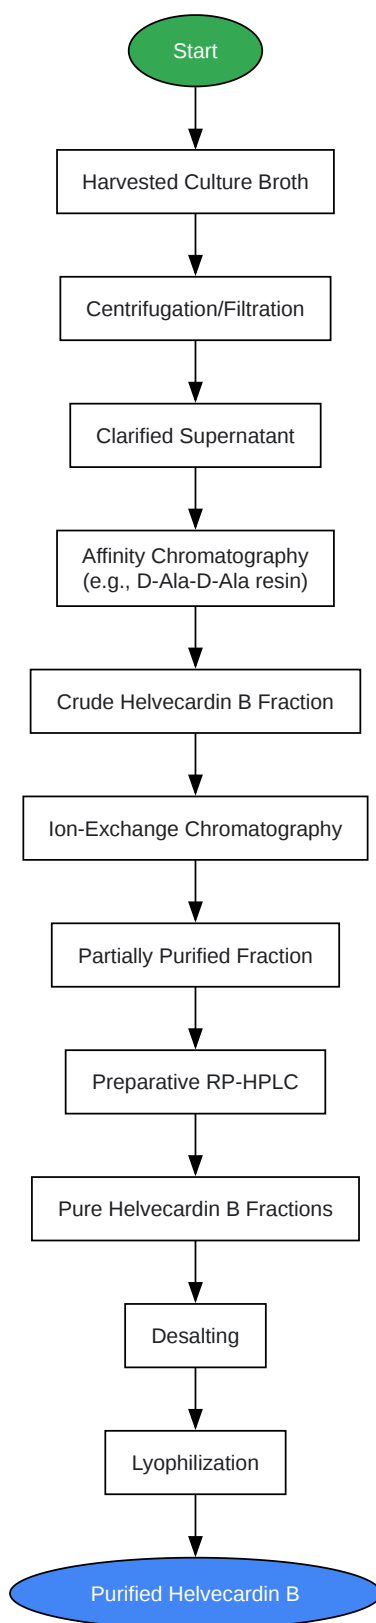 Start
Harvested Culture Broth
Centrifugation/Filtration
Clarified Supernatant
Affinity Chromatography
(e.g., D-Ala-D-Ala resin)
Crude Helvecardin B Fraction
Ion-Exchange Chromatography
Partially Purified Fraction
Preparative RP-HPLC
Pure Helvecardin B Fractions
Desalting
Lyophilization
Purified Helvecardin B